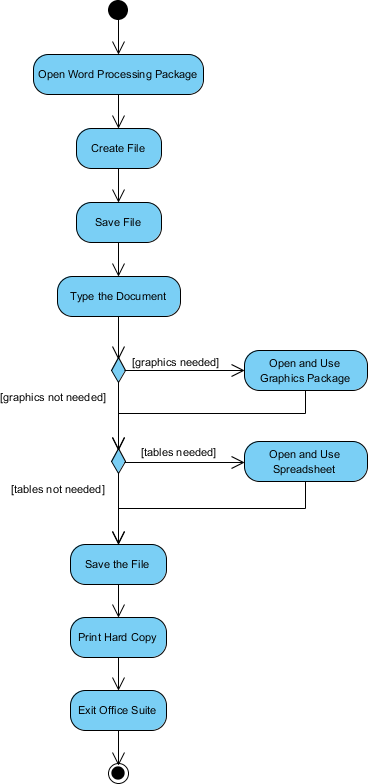 Open Word Processing Package
Create File
Save File
Type the Document
[graphics needed]
Open and Use
Graphics Package
[graphics not needed]
[tables needed]
Open and Use
Spreadsheet
[tables not needed]
Save the File
Print Hard Copy
Exit Office Suite